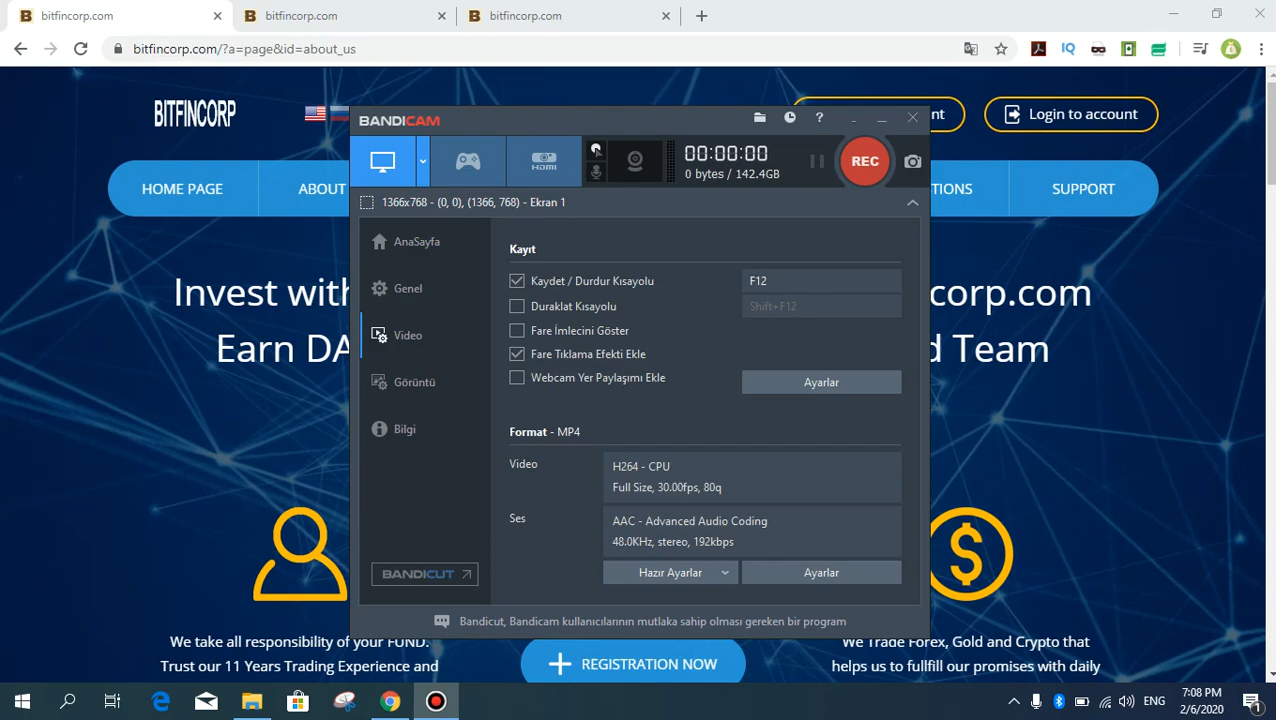 bitfincorp.com
bitfincorp.com
bitfincorp.com
bitfincorp.com/?a=page&id=about_us
IQ
BITFINCORP
nt
Login to account
HOME PAGE
ABOUT
TIONS
SUPPORT
Invest with
corp.com
Earn DA
d Team
We take all responsibility of your FUND.
Trust our 11 Years Trading Experience and
REGISTRATION NOW
We Trade Forex, Gold and Crypto that
helps us to fullfill our promises with daily
BANDICAM
HDMI
00:00:00
0 bytes / 142.4GB
REC
1366x768 - (0, 0), (1366, 768) - Ekran 1
AnaSayfa
Genel
Video
Görüntü
Bilgi
BANDICUT
Kayıt
Kaydet / Durdur Kısayolu
F12
Duraklat Kısayolu
Shift+F12
Fare İmlecini Göster
Fare Tıklama Efekti Ekle
Webcam Yer Paylaşımı Ekle
Ayarlar
Format - MP4
Video
H264 - CPU
Full Size, 30.00fps, 80q
Ses
AAC - Advanced Audio Coding
48.0KHz, stereo, 192kbps
Hazır Ayarlar
Ayarlar
Bandicut, Bandicam kullanıcılarının mutlaka sahip olması gereken bir program
ENG
7:08 PM
2/6/2020
1